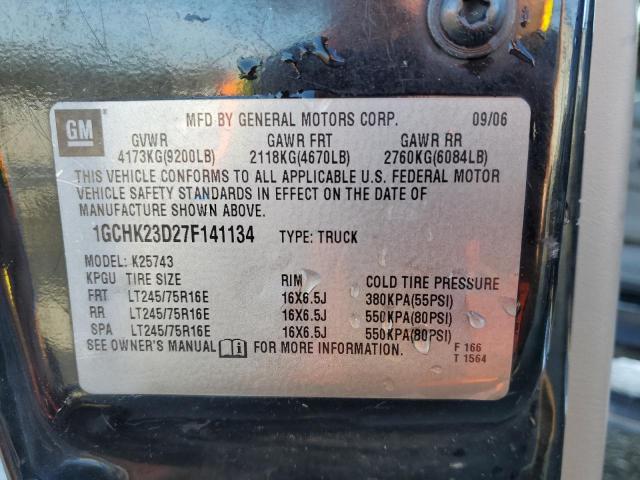 GM
MFD BY GENERAL MOTORS CORP. 09/06
GVWR GAWR FRT GAWR RR
4173KG(9200LB) 2118KG(4670LB) 2760KG(6084LB)
THIS VEHICLE CONFORMS TO ALL APPLICABLE U.S. FEDERAL MOTOR
VEHICLE SAFETY STANDARDS IN EFFECT ON THE DATE OF
MANUFACTURE SHOWN ABOVE.
1GCHK23D27F141134 TYPE: TRUCK
MODEL: K25743
KPGU TIRE SIZE RIM COLD TIRE PRESSURE
FRT LT245/75R16E 16X6.5J 380KPA(55PSI)
RR LT245/75R16E 16X6.5J 550KPA(80PSI)
SPA LT245/75R16E 16X6.5J 550KPA(80PSI)
SEE OWNER'S MANUAL FOR MORE INFORMATION. F 166
T 1564